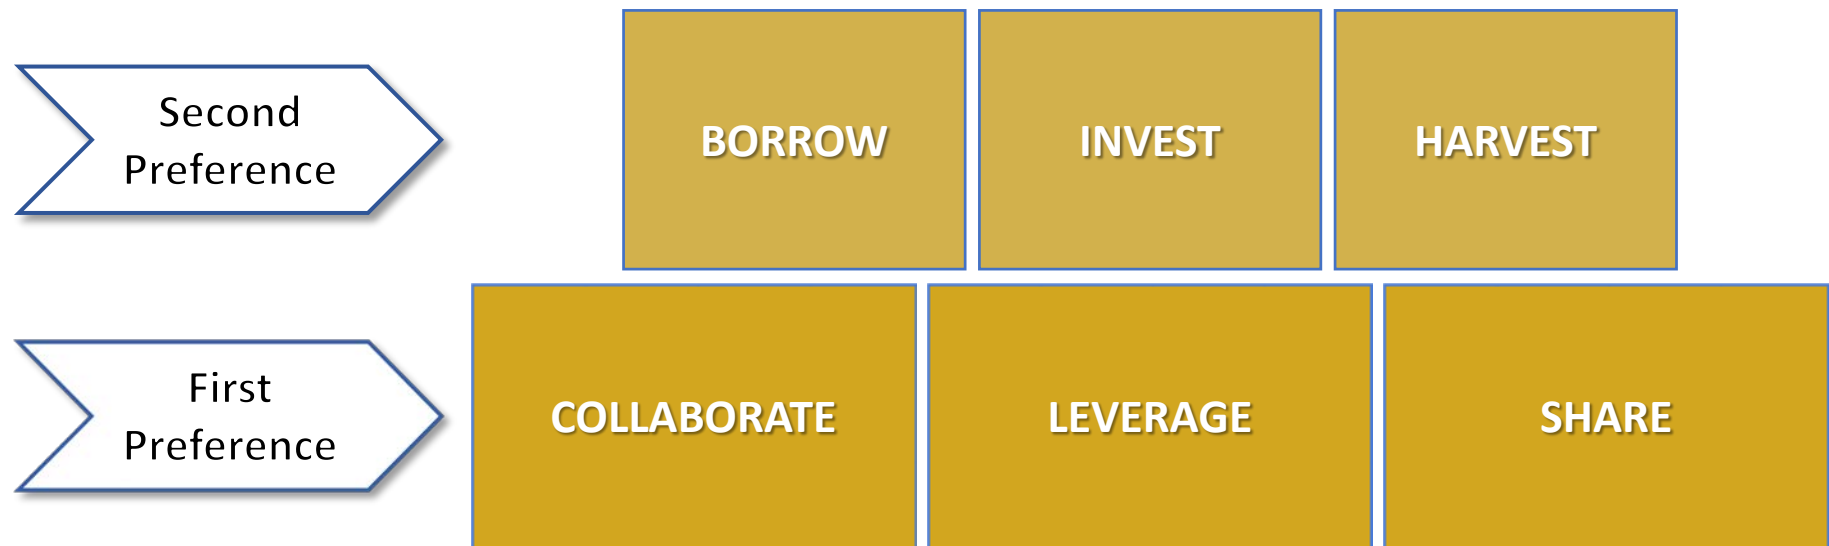 Second
Preference
BORROW
INVEST
HARVEST
First
Preference
COLLABORATE
LEVERAGE
SHARE